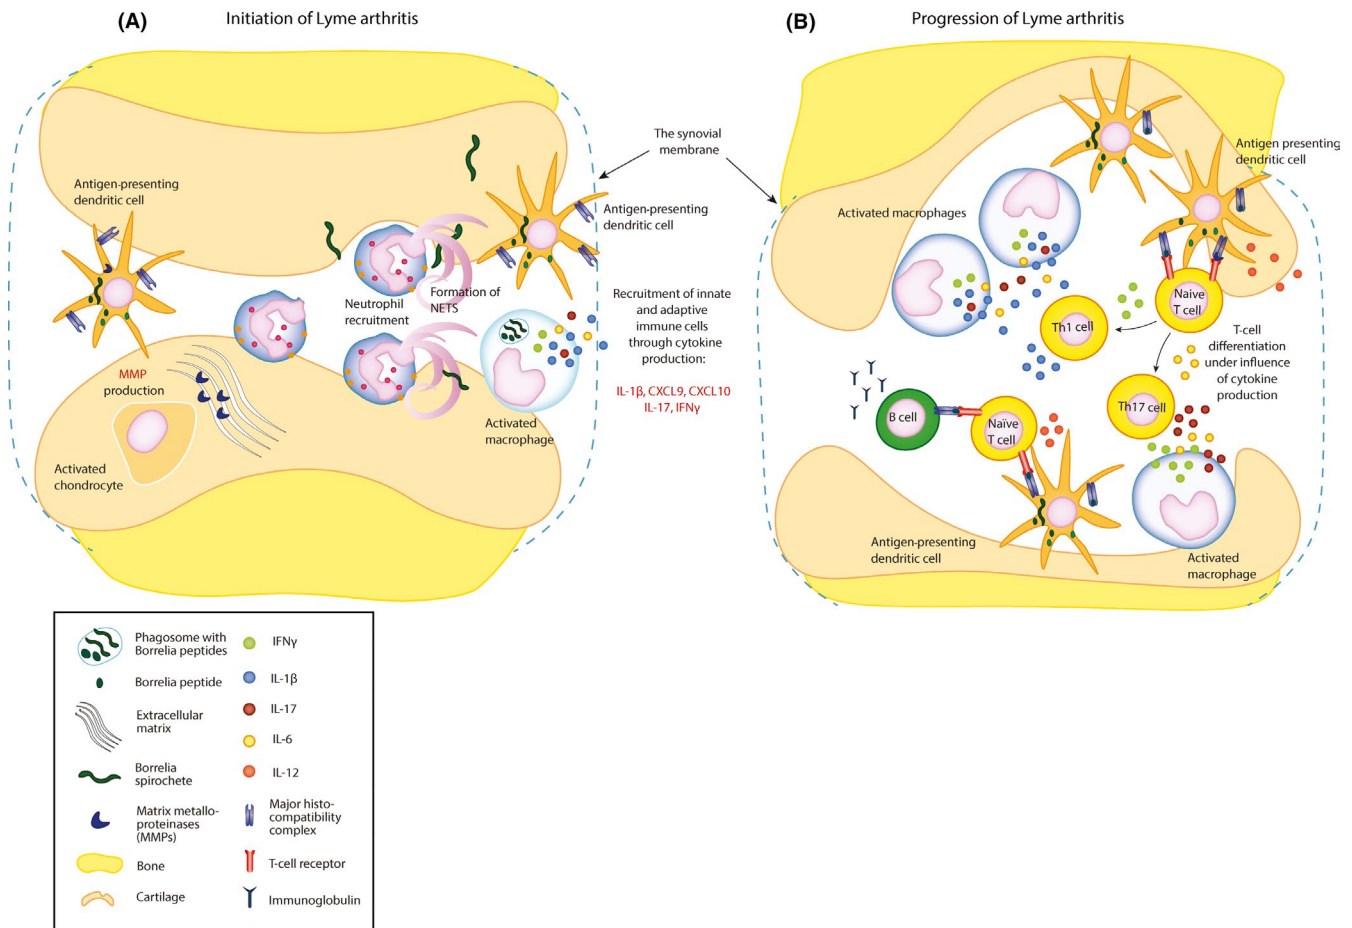 (A)
Initiation of Lyme arthritis
(B)
Progression of Lyme arthritis
The synovial
membrane
Antigen-presenting
dendritic cell
Antigen-presenting
dendritic cell
Neutrophil
recruitment
Formation of
NETS
MMP
production
Activated
chondrocyte
Activated
macrophage
Recruitment of innate
and adaptive
immune cells
through cytokine
production:
IL-1β, CXCL9, CXCL10
IL-17, IFNγ
Antigen presenting
dendritic cell
Activated macrophages
Naive
T cell
Th1 cell
T-cell
differentiation
under influence
of cytokine
production
Th17 cell
B cell
Naïve
T cell
Antigen-presenting
dendritic cell
Activated
macrophage
Phagosome with
Borrelia peptides
Borrelia peptide
Extracellular
matrix
Borrelia
spirochete
Matrix metallo-
proteinases
(MMPs)
Bone
Cartilage
IFNγ
IL-1β
IL-17
IL-6
IL-12
Major histo-
compatibility
complex
T-cell receptor
Immunoglobulin